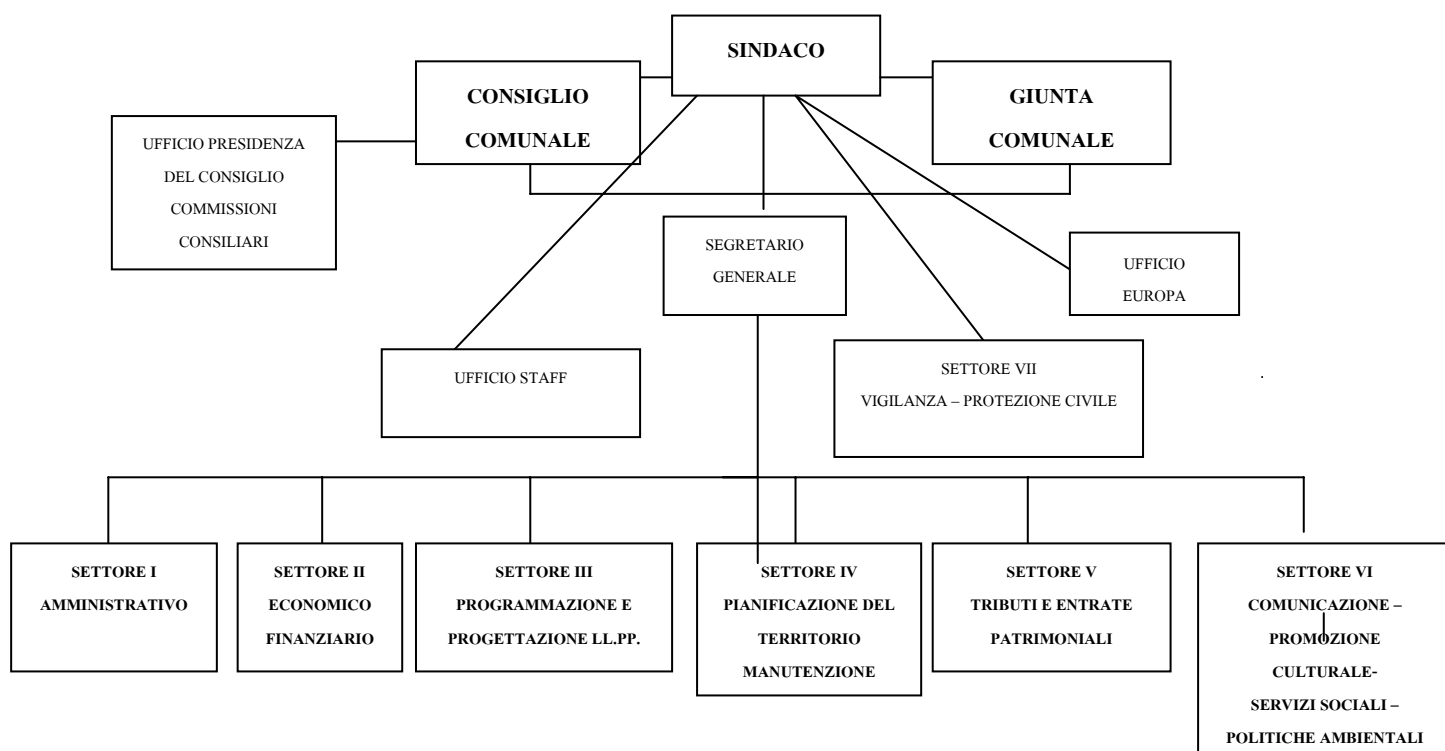 SINDACO
CONSIGLIO
COMUNALE
GIUNTA
COMUNALE
UFFICIO PRESIDENZA
DEL CONSIGLIO
COMMISSIONI
CONSILIARI
SEGRETARIO
GENERALE
UFFICIO
EUROPA
UFFICIO STAFF
SETTORE VII
VIGILANZA – PROTEZIONE CIVILE
.
SETTORE I
AMMINISTRATIVO
SETTORE II
ECONOMICO
FINANZIARIO
SETTORE III
PROGRAMMAZIONE E
PROGETTAZIONE LL.PP.
SETTORE IV
PIANIFICAZIONE DEL
TERRITORIO
MANUTENZIONE
SETTORE V
TRIBUTI E ENTRATE
PATRIMONIALI
SETTORE VI
COMUNICAZIONE –
PROMOZIONE
CULTURALE-
SERVIZI SOCIALI –
POLITICHE AMBIENTALI